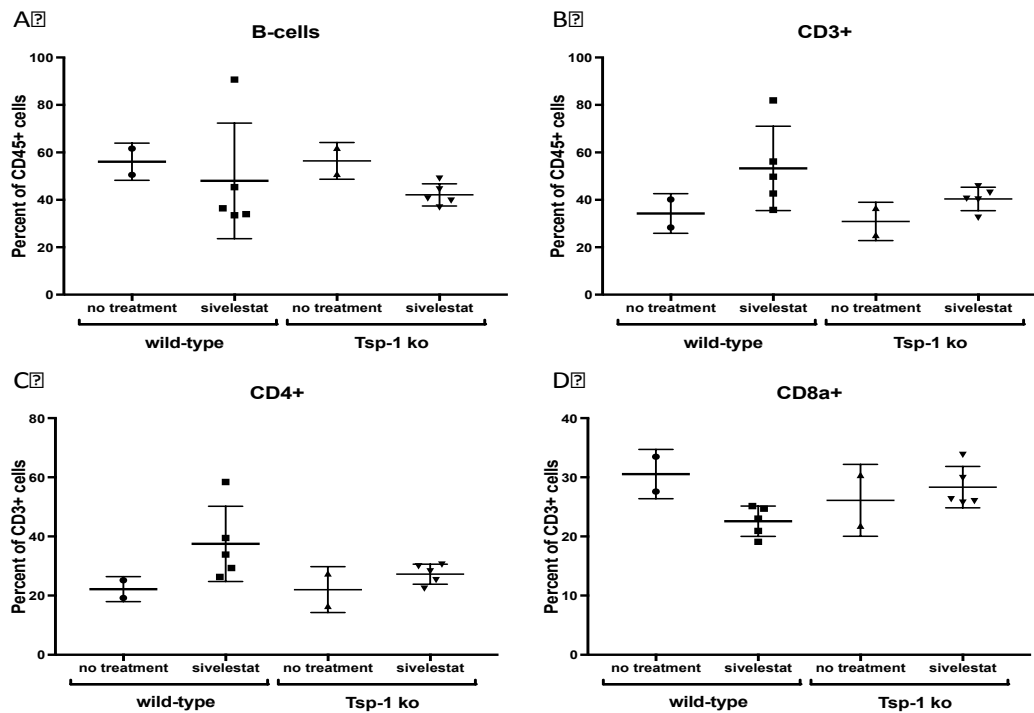 A
B-cells
Percent of CD45+ cells
100
80
60
40
20
0
no treatment sivelestat no treatment sivelestat
wild-type Tsp-1 ko
B
CD3+
Percent of CD45+ cells
100
80
60
40
20
0
no treatment sivelestat no treatment sivelestat
wild-type Tsp-1 ko
C
CD4+
Percent of CD3+ cells
80
60
40
20
0
no treatment sivelestat no treatment sivelestat
wild-type Tsp-1 ko
D
CD8a+
Percent of CD3+ cells
40
30
20
10
0
no treatment sivelestat no treatment sivelestat
wild-type Tsp-1 ko